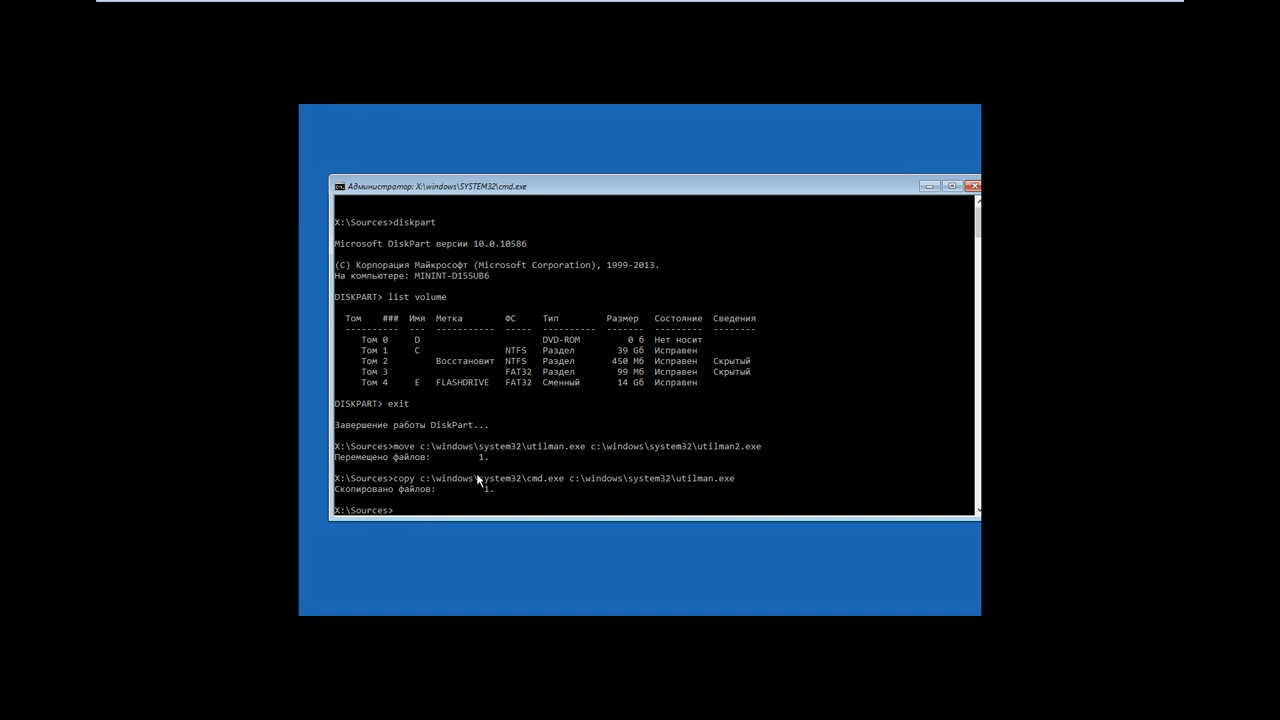 Администратор: X:\windows\SYSTEM32\cmd.exe
X:\Sources>diskpart
Microsoft DiskPart версии 10.0.10586
(C) Корпорация Майкрософт (Microsoft Corporation), 1999-2013.
На компьютере: MININT-D155UB6
DISKPART> list volume
Том ### Имя Метка ФС Тип Размер Состояние Сведения
---------- --- ----------- ----- ---------- ------- --------- --------
Том 0 D DVD-ROM 0 б Нет носит
Том 1 C NTFS Раздел 39 Gб Исправен
Том 2 Восстановит NTFS Раздел 450 Mб Исправен Скрытый
Том 3 FAT32 Раздел 99 Mб Исправен Скрытый
Том 4 E FLASHDRIVE FAT32 Сменный 14 Gб Исправен
DISKPART> exit
Завершение работы DiskPart...
X:\Sources>move c:\windows\system32\utilman.exe c:\windows\system32\utilman2.exe
Перемещено файлов: 1.
X:\Sources>copy c:\windows\system32\cmd.exe c:\windows\system32\utilman.exe
Скопировано файлов: 1.
X:\Sources>